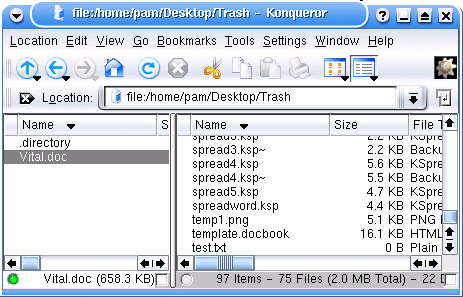 file:/home/pam/Desktop/Trash - Konqueror
Location Edit View Go Bookmarks Tools Settings Window Help
Location: file:/home/pam/Desktop/Trash
Name S
.directory
Vital.doc
Name Size File T
spread3.ksp 2.2 KB KSpre
spread3.ksp~ 2.2 KB Backu
spread4.ksp 5.6 KB KSpre
spread4.ksp~ 5.5 KB Backu
spread5.ksp 4.7 KB KSpre
spreadword.ksp 4.4 KB KSpre
temp1.png 5.1 KB PNG I
template.docbook 16.1 KB HTML
test.txt 0 B Plain
Vital.doc (658.3 KB)
97 Items - 75 Files (2.0 MB Total) - 22 D